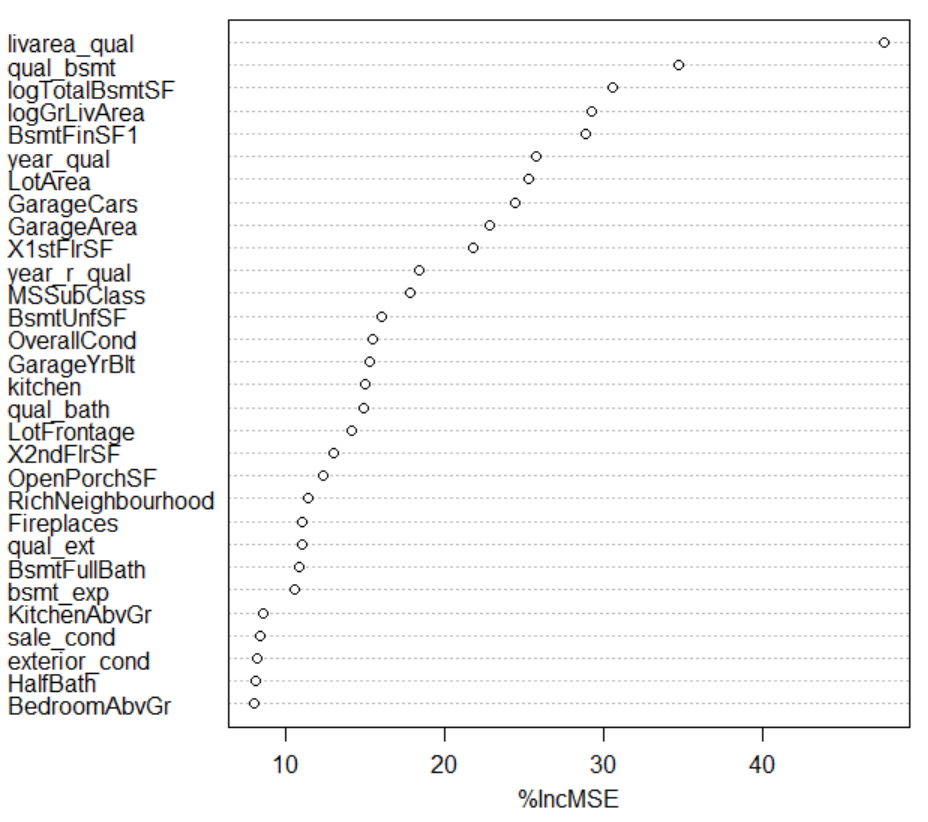 livarea_qual
qual_bsmt
logTotalBsmtSF
logGrLivArea
BsmtFinSF1
year_qual
LotArea
GarageCars
GarageArea
X1stFlrSF
year_r_qual
MSSubClass
BsmtUnfSF
OverallCond
GarageYrBlt
kitchen
qual_bath
LotFrontage
X2ndFlrSF
OpenPorchSF
RichNeighbourhood
Fireplaces
qual_ext
BsmtFullBath
bsmt_exp
KitchenAbvGr
sale_cond
exterior_cond
HalfBath
BedroomAbvGr
10 20 30 40
%IncMSE